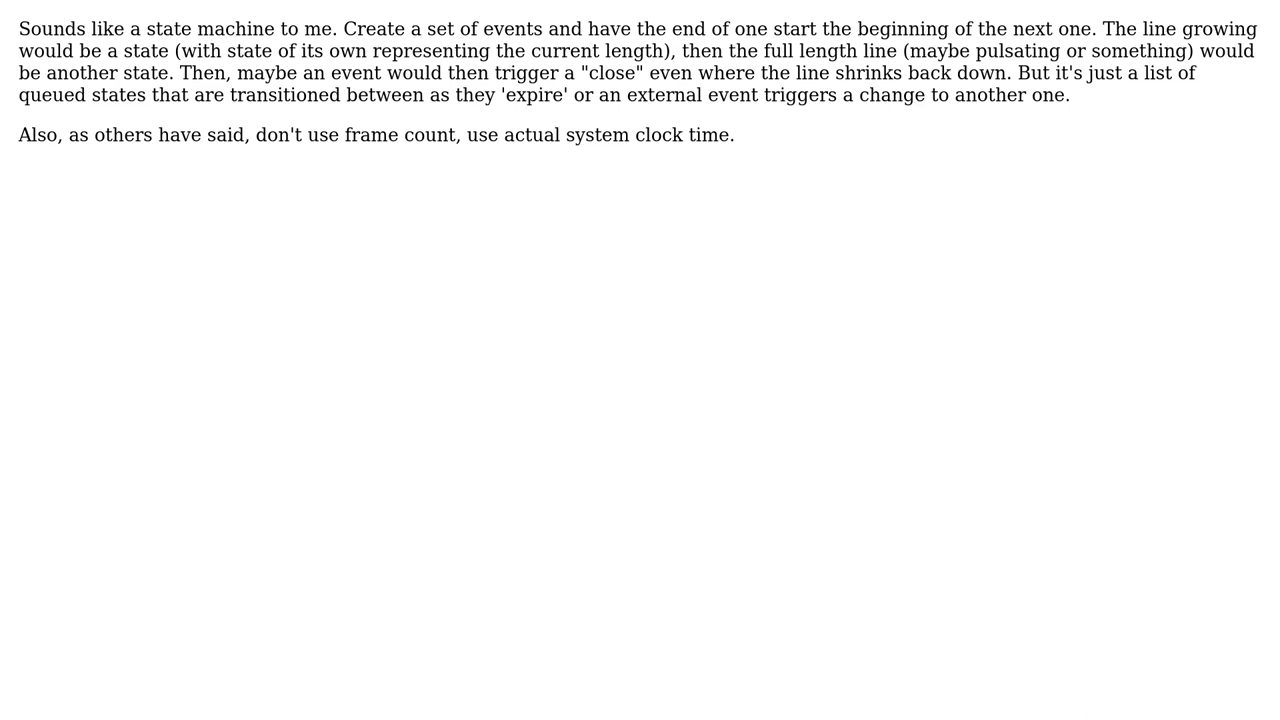 Sounds like a state machine to me. Create a set of events and have the end of one start the beginning of the next one. The line growing
would be a state (with state of its own representing the current length), then the full length line (maybe pulsating or something) would
be another state. Then, maybe an event would then trigger a "close" even where the line shrinks back down. But it's just a list of
queued states that are transitioned between as they 'expire' or an external event triggers a change to another one.
Also, as others have said, don't use frame count, use actual system clock time.